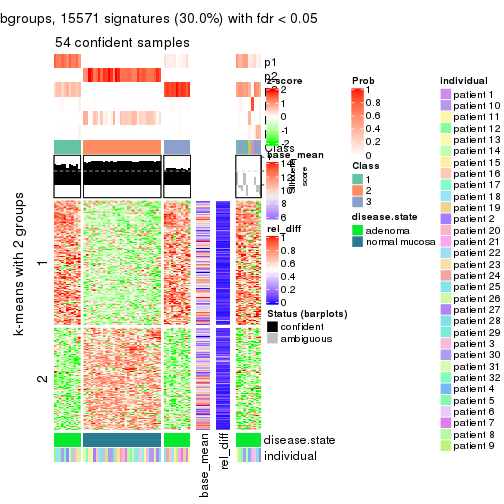 bgroups, 15571 signatures (30.0%) with fdr < 0.05
54 confident samples
p1
p2
z-score
2
1
0
-1
-2
Class
base_mean
14
12
10
8
6
Silhouette
score
rel_diff
1
0.8
0.6
0.4
0.2
0
Status (barplots)
confident
ambiguous
Prob
1
0.8
0.6
0.4
0.2
0
Class
1
2
3
disease.state
adenoma
normal mucosa
individual
patient 1
patient 10
patient 11
patient 12
patient 13
patient 14
patient 15
patient 16
patient 17
patient 18
patient 19
patient 2
patient 20
patient 21
patient 22
patient 23
patient 24
patient 25
patient 26
patient 27
patient 28
patient 29
patient 3
patient 30
patient 31
patient 32
patient 4
patient 5
patient 6
patient 7
patient 8
patient 9
k-means with 2 groups
1
2
disease.state
individual
base_mean
rel_diff